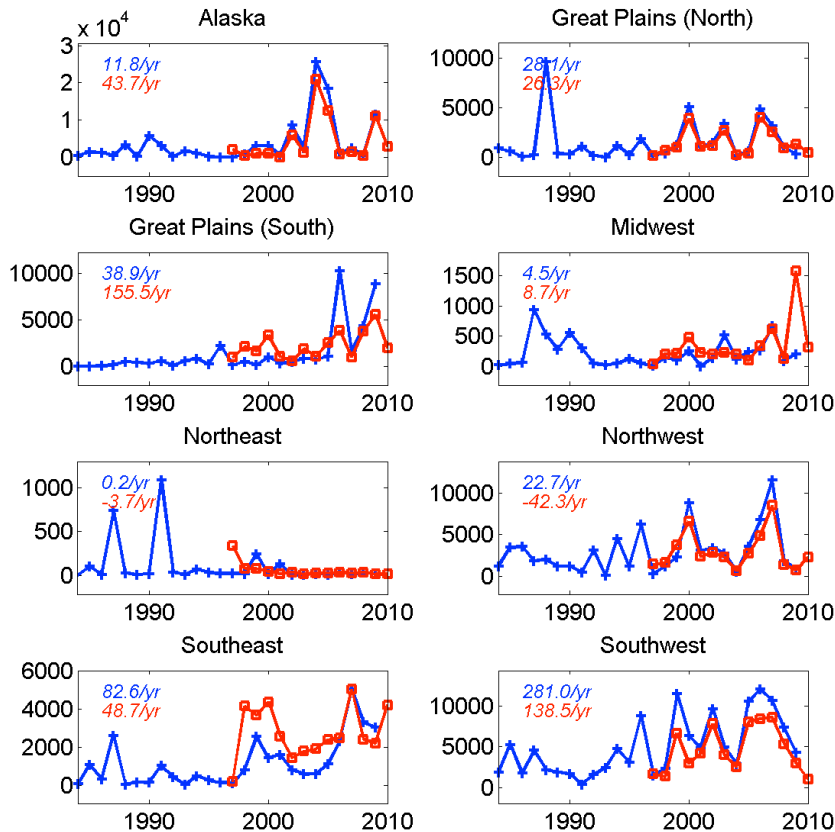 Alaska
x 10⁴
3
2
1
0
11.8/yr
43.7/yr
1990
2000
2010
Great Plains (North)
10000
5000
0
28.1/yr
26.3/yr
1990
2000
2010
Great Plains (South)
10000
5000
0
38.9/yr
155.5/yr
1990
2000
2010
Midwest
1500
1000
500
0
4.5/yr
8.7/yr
1990
2000
2010
Northeast
1000
500
0
0.2/yr
-3.7/yr
1990
2000
2010
Northwest
10000
5000
0
22.7/yr
-42.3/yr
1990
2000
2010
Southeast
6000
4000
2000
0
82.6/yr
48.7/yr
1990
2000
2010
Southwest
10000
5000
0
281.0/yr
138.5/yr
1990
2000
2010